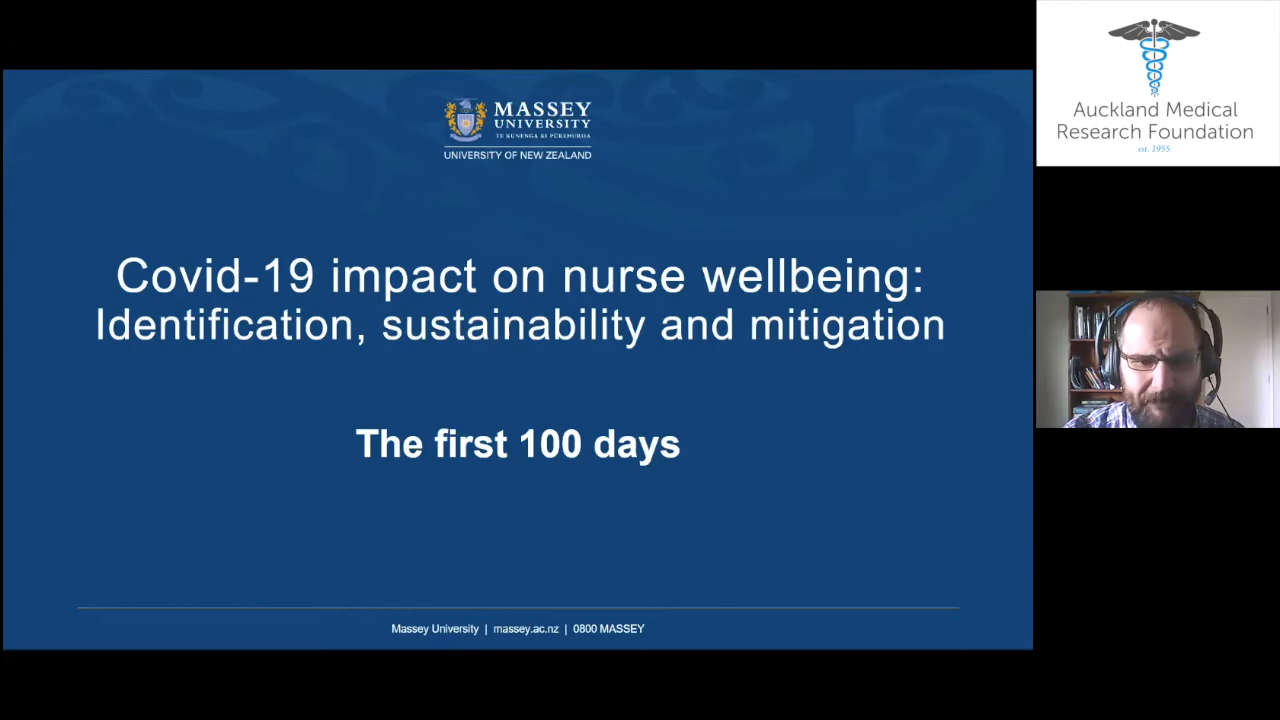 MASSEY
UNIVERSITY
TE KUNENGA KI PŪREHUROA
UNIVERSITY OF NEW ZEALAND
Covid-19 impact on nurse wellbeing:
Identification, sustainability and mitigation
The first 100 days
Massey University | massey.ac.nz | 0800 MASSEY
Auckland Medical
Research Foundation
est. 1955